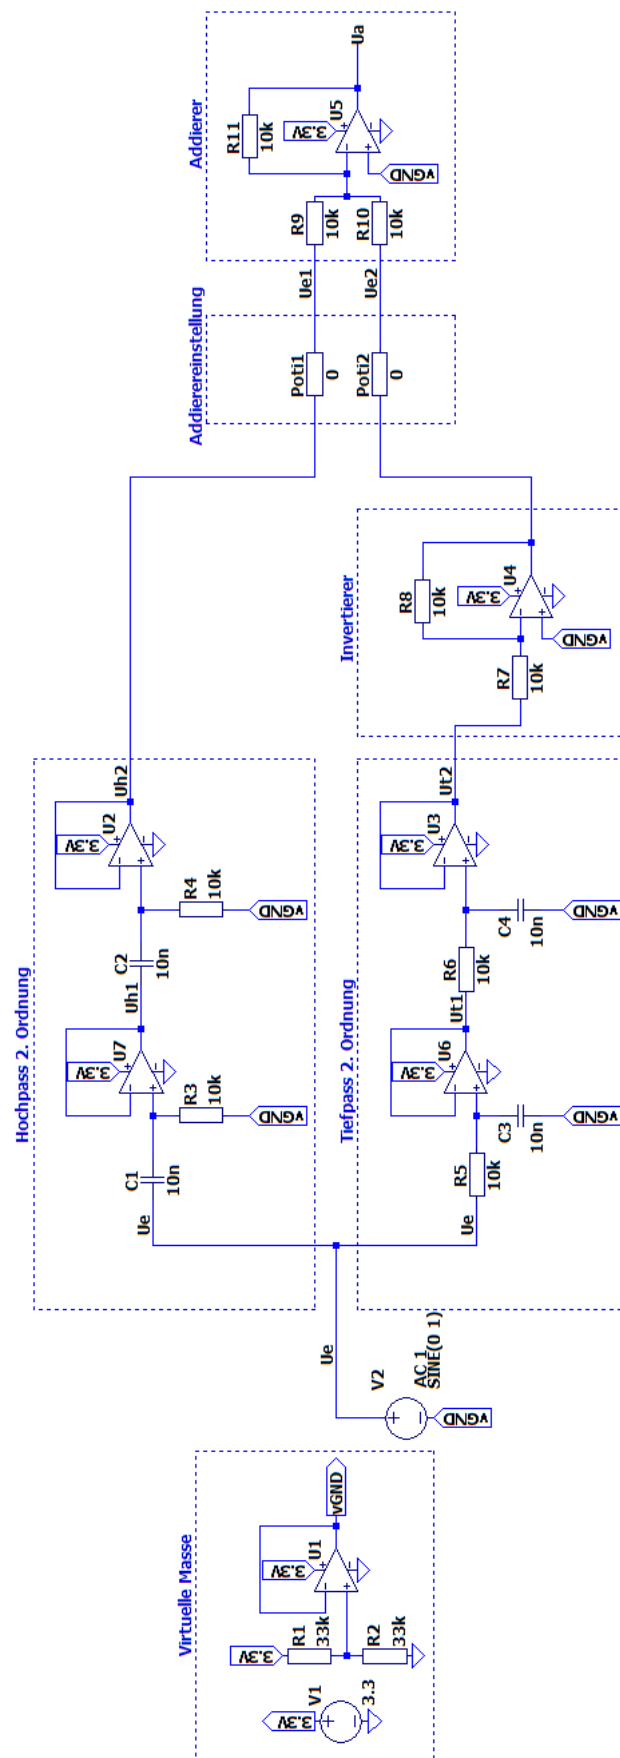 Virtuelle Masse
V1
3.3V
3.3
3.3V
R1
33k
R2
33k
3.3V
U1
vGND
V2
AC 1
SINE(0 1)
vGND
Ue
Hochpass 2. Ordnung
Ue
C1
10n
R3
10k
vGND
3.3V
U7
Uh1
C2
10n
R4
10k
vGND
3.3V
U2
Uh2
Tiefpass 2. Ordnung
Ue
R5
10k
C3
10n
vGND
3.3V
U6
Ut1
R6
10k
C4
10n
vGND
3.3V
U3
Ut2
Invertierer
R7
10k
R8
10k
3.3V
U4
vGND
Addierereinstellung
Poti1
0
Poti2
0
Addierer
Ue1
Ue2
R9
10k
R10
10k
R11
10k
3.3V
U5
vGND
Ua